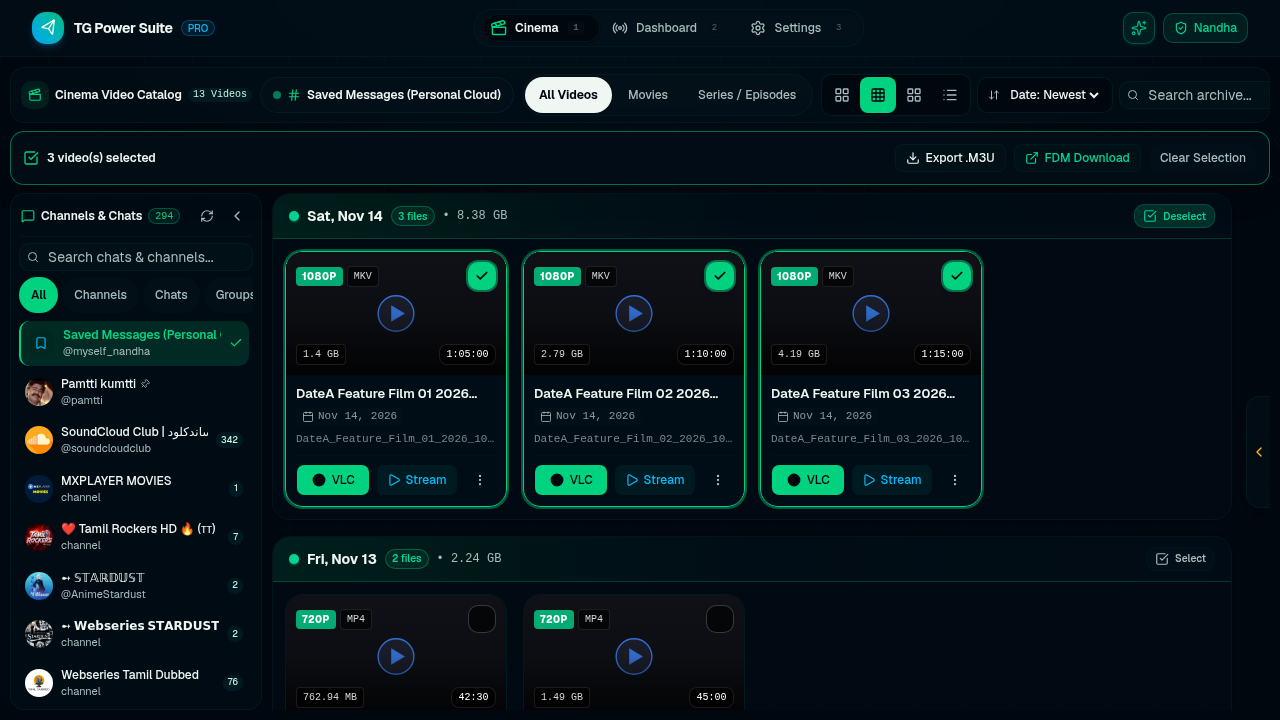 TG Power Suite PRO
Cinema 1 Dashboard 2 Settings 3
Nandha
Cinema Video Catalog 13 Videos
# Saved Messages (Personal Cloud)
All Videos Movies Series / Episodes
Date: Newest
Search archive...
3 video(s) selected
Export .M3U FDM Download Clear Selection
Channels & Chats 294
Search chats & channels...
All Channels Chats Groups
Saved Messages (Personal
@myself_nandha
Pamtti kumtti
@pamtti
SoundCloud Club | ساندکلود 342
@soundcloudclub
MXPLAYER MOVIES 1
channel
❤️ Tamil Rockers HD 🔥 (TT) 7
channel
➻ 𝕊𝕋𝔸ℝ𝔻𝕌𝕊𝕋 2
@AnimeStardust
➻ 𝗪𝗲𝗯𝘀𝗲𝗿𝗶𝗲𝘀 𝗦𝗧𝗔𝗥𝗗𝗨𝗦𝗧 2
channel
Webseries Tamil Dubbed 76
channel
Sat, Nov 14 3 files • 8.38 GB Deselect
1080P MKV
1.4 GB 1:05:00
DateA Feature Film 01 2026...
Nov 14, 2026
DateA_Feature_Film_01_2026_10...
VLC Stream
1080P MKV
2.79 GB 1:10:00
DateA Feature Film 02 2026...
Nov 14, 2026
DateA_Feature_Film_02_2026_10...
VLC Stream
1080P MKV
4.19 GB 1:15:00
DateA Feature Film 03 2026...
Nov 14, 2026
DateA_Feature_Film_03_2026_10...
VLC Stream
Fri, Nov 13 2 files • 2.24 GB Select
720P MP4
762.94 MB 42:30
720P MP4
1.49 GB 45:00